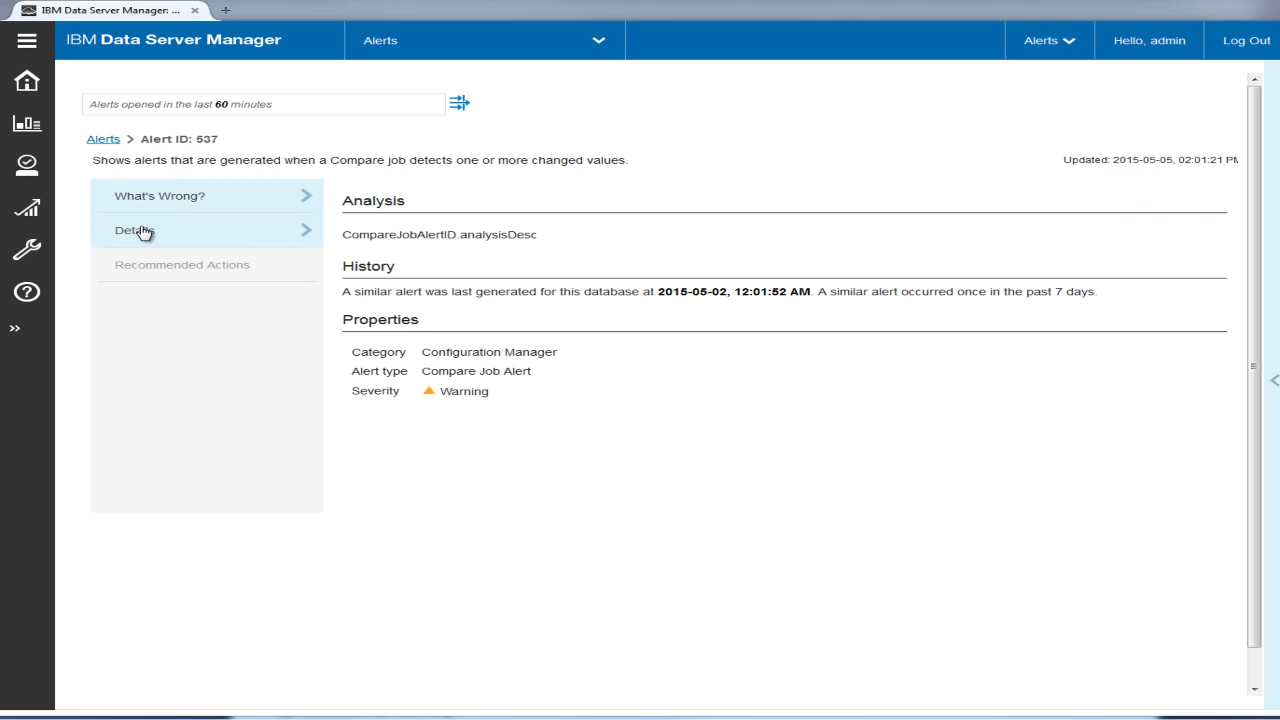 IBM Data Server Manager: ...
IBM Data Server Manager
Alerts
Alerts
Hello, admin
Log Out
Alerts opened in the last 60 minutes
Alerts > Alert ID: 537
Shows alerts that are generated when a Compare job detects one or more changed values.
Updated: 2015-05-05, 02:01:21 PM
What's Wrong?
Details
Recommended Actions
Analysis
CompareJobAlertID.analysisDesc
History
A similar alert was last generated for this database at 2015-05-02, 12:01:52 AM. A similar alert occurred once in the past 7 days.
Properties
Category Configuration Manager
Alert type Compare Job Alert
Severity Warning